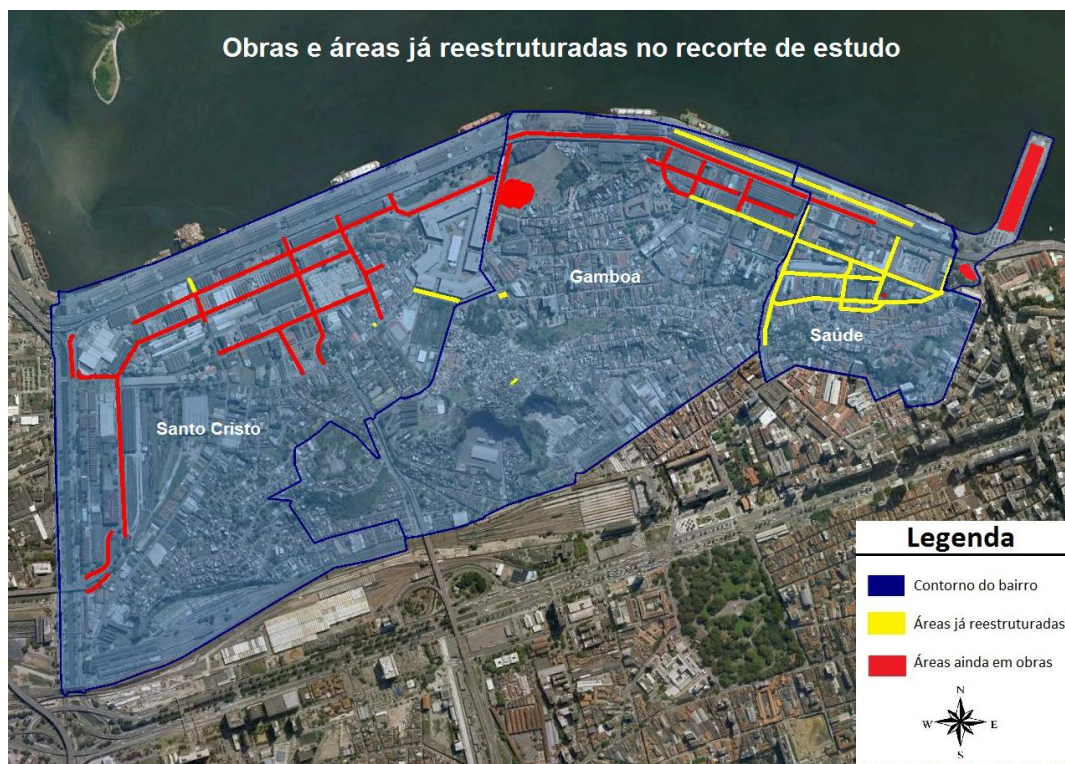 Obras e áreas já reestruturadas no recorte de estudo
Gamboa
Saúde
Santo Cristo
Legenda
Contorno do bairro
Áreas já reestruturadas
Áreas ainda em obras
N
W E
S